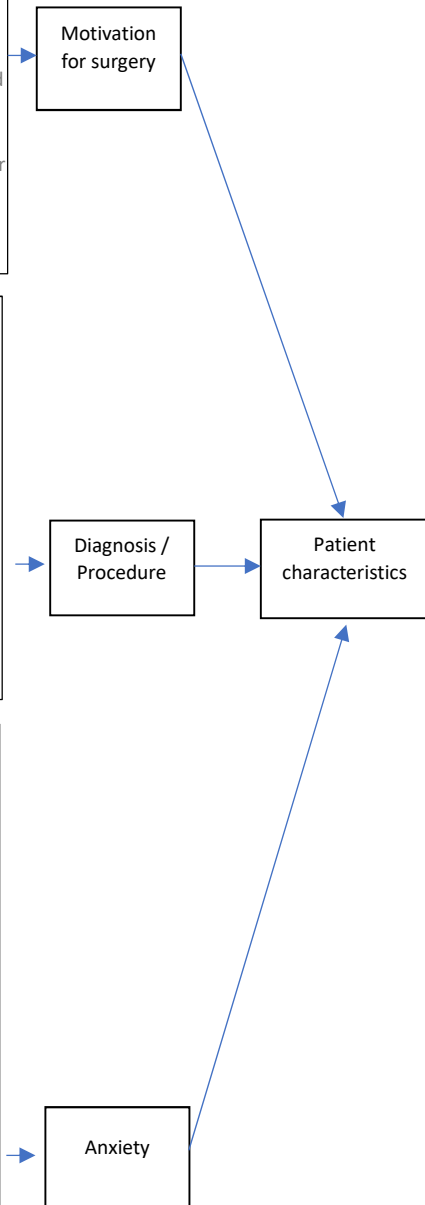 Motivation
for surgery
Diagnosis /
Procedure
Patient
characteristics
Anxiety